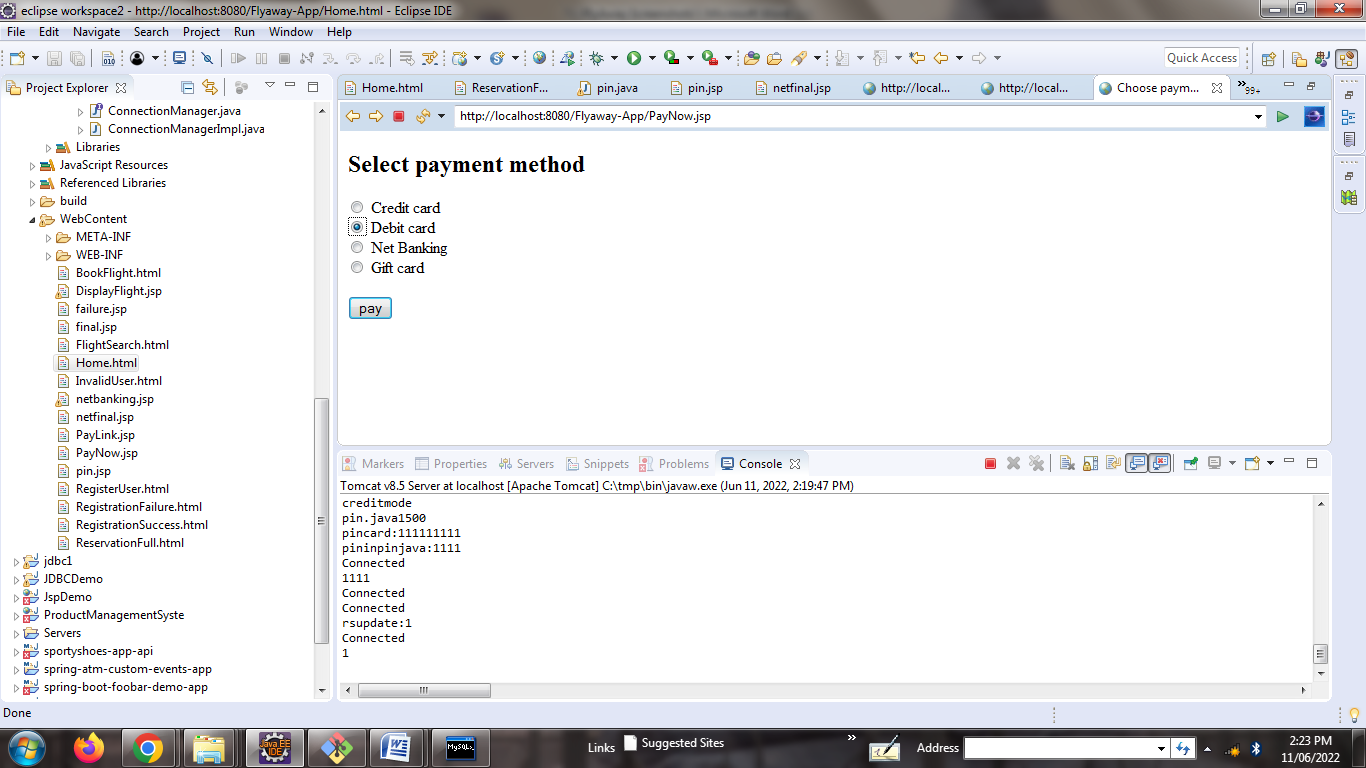 eclipse workspace2 - http://localhost:8080/Flyaway-App/Home.html - Eclipse IDE
File Edit Navigate Search Project Run Window Help
Quick Access
Project Explorer
ConnectionManager.java
ConnectionManagerImpl.java
Libraries
JavaScript Resources
Referenced Libraries
build
WebContent
META-INF
WEB-INF
BookFlight.html
DisplayFlight.jsp
failure.jsp
final.jsp
FlightSearch.html
Home.html
InvalidUser.html
netbanking.jsp
netfinal.jsp
PayLink.jsp
PayNow.jsp
pin.jsp
RegisterUser.html
RegistrationFailure.html
RegistrationSuccess.html
ReservationFull.html
jdbc1
JDBCDemo
JspDemo
ProductManagementSyste
Servers
sportyshoes-app-api
spring-atm-custom-events-app
spring-boot-foobar-demo-app
Home.html ReservationF... pin.java pin.jsp netfinal.jsp http://local... http://local... Choose paym... »99+
http://localhost:8080/Flyaway-App/PayNow.jsp
Select payment method
Credit card
Debit card
Net Banking
Gift card
pay
Markers Properties Servers Snippets Problems Console
Tomcat v8.5 Server at localhost [Apache Tomcat] C:\tmp\bin\javaw.exe (Jun 11, 2022, 2:19:47 PM)
creditmode
pin.java1500
pincard:111111111
pininpinjava:1111
Connected
1111
Connected
Connected
rsupdate:1
Connected
1
Done
Java EE
IDE
MySQL
Links Suggested Sites » Address
2:23 PM
11/06/2022